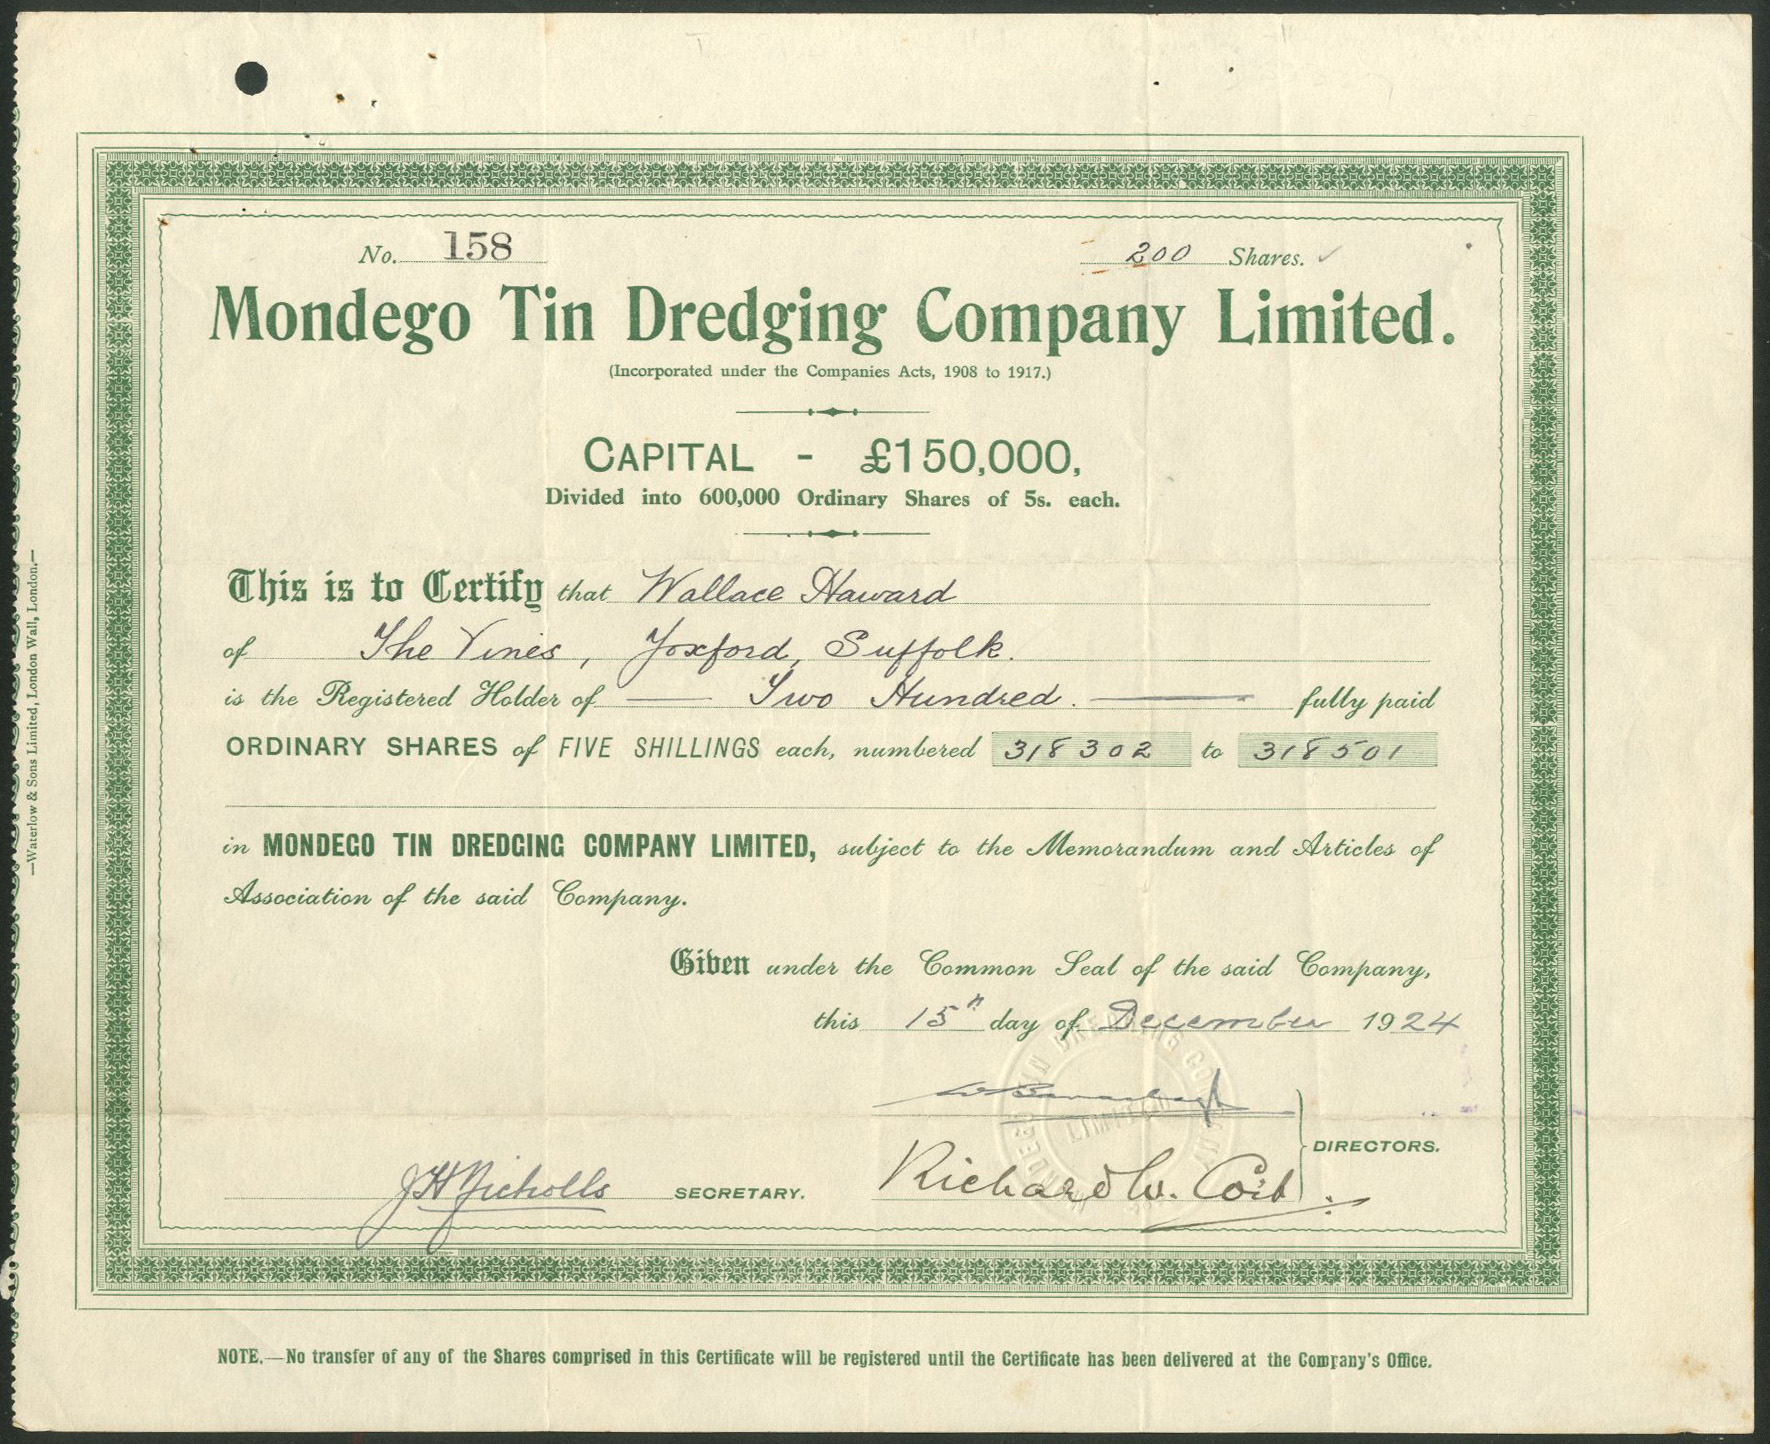 No. 158
200 Shares. ✓
Mondego Tin Dredging Company Limited.
(Incorporated under the Companies Acts, 1908 to 1917.)
CAPITAL - £150,000,
Divided into 600,000 Ordinary Shares of 5s. each.
This is to Certify that Wallace Haward
of The Vines, Yoxford, Suffolk.
is the Registered Holder of Two Hundred. fully paid
ORDINARY SHARES of FIVE SHILLINGS each, numbered 318302 to 318501
in MONDEGO TIN DREDGING COMPANY LIMITED, subject to the Memorandum and Articles of
Association of the said Company.
Given under the Common Seal of the said Company,
this 15th day of December 1924
DIRECTORS.
J H Nicholls SECRETARY.
Richard W.
MONDEGO TIN DREDGING COMPANY
LIMITED
NOTE.—No transfer of any of the Shares comprised in this Certificate will be registered until the Certificate has been delivered at the Company's Office.
—Waterlow & Sons Limited, London Wall, London.—